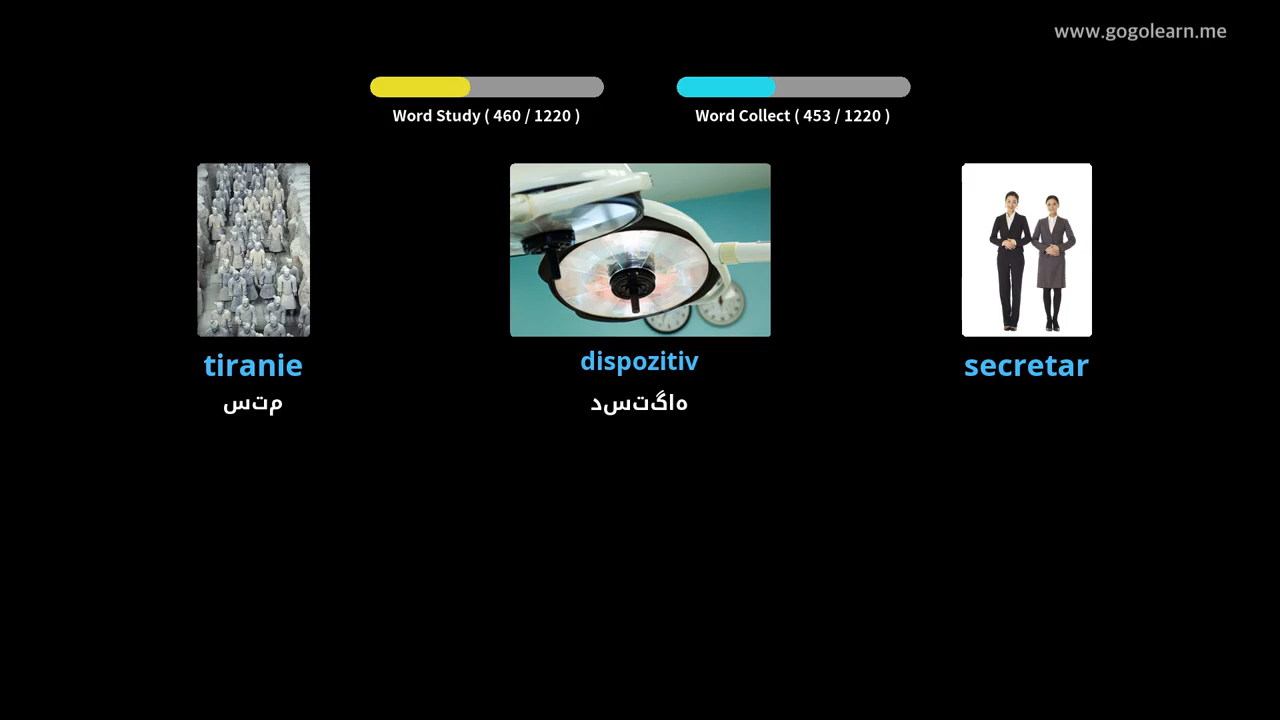 www.gogolearn.me
Word Study ( 460 / 1220 )
Word Collect ( 453 / 1220 )
tiranie
dispozitiv
secretar
ستم
دستگاه